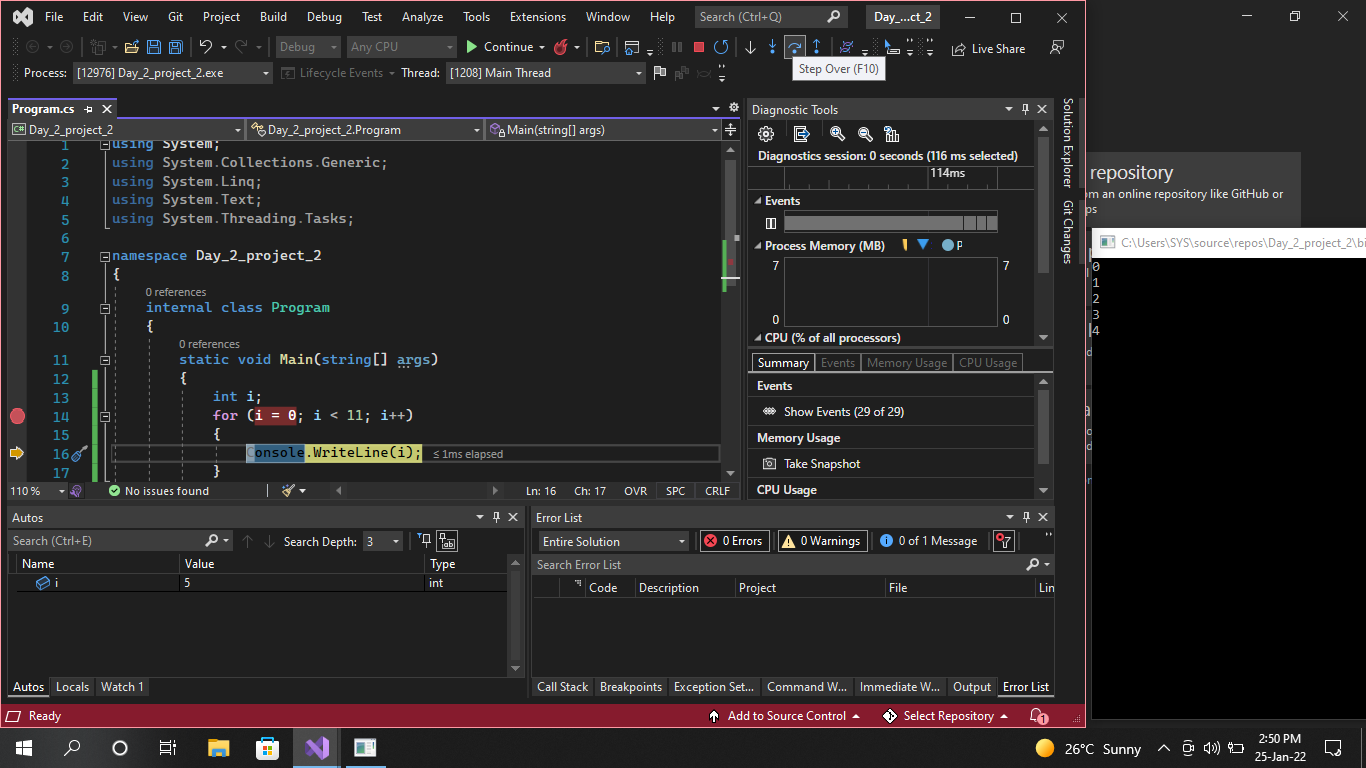 File Edit View Git Project Build Debug Test Analyze Tools Extensions Window Help Search (Ctrl+Q) Day_...ct_2
Debug Any CPU Continue Live Share
Step Over (F10)
Process: [12976] Day_2_project_2.exe Lifecycle Events Thread: [1208] Main Thread
Program.cs
Day_2_project_2 Day_2_project_2.Program Main(string[] args)
1 using System;
2 using System.Collections.Generic;
3 using System.Linq;
4 using System.Text;
5 using System.Threading.Tasks;
6
7 namespace Day_2_project_2
8 {
0 references
9 internal class Program
10 {
0 references
11 static void Main(string[] args)
12 {
13 int i;
14 for (i = 0; i < 11; i++)
15 {
16 Console.WriteLine(i); ≤ 1ms elapsed
17 }
110 % No issues found Ln: 16 Ch: 17 OVR SPC CRLF
Diagnostic Tools
Diagnostics session: 0 seconds (116 ms selected)
114ms
Events
Process Memory (MB) P
7 7
0 0
CPU (% of all processors)
Summary Events Memory Usage CPU Usage
Events
Show Events (29 of 29)
Memory Usage
Take Snapshot
CPU Usage
Solution Explorer
Git Changes
Autos
Search (Ctrl+E) Search Depth: 3
Name Value Type
i 5 int
Autos Locals Watch 1
Error List
Entire Solution 0 Errors 0 Warnings 0 of 1 Message
Search Error List
Code Description Project File Lin
Call Stack Breakpoints Exception Set... Command W... Immediate W... Output Error List
Ready Add to Source Control Select Repository 1
repository
om an online repository like GitHub or
ps
C:\Users\SYS\source\repos\Day_2_project_2\bi
0
1
2
3
4
26°C Sunny
2:50 PM
25-Jan-22